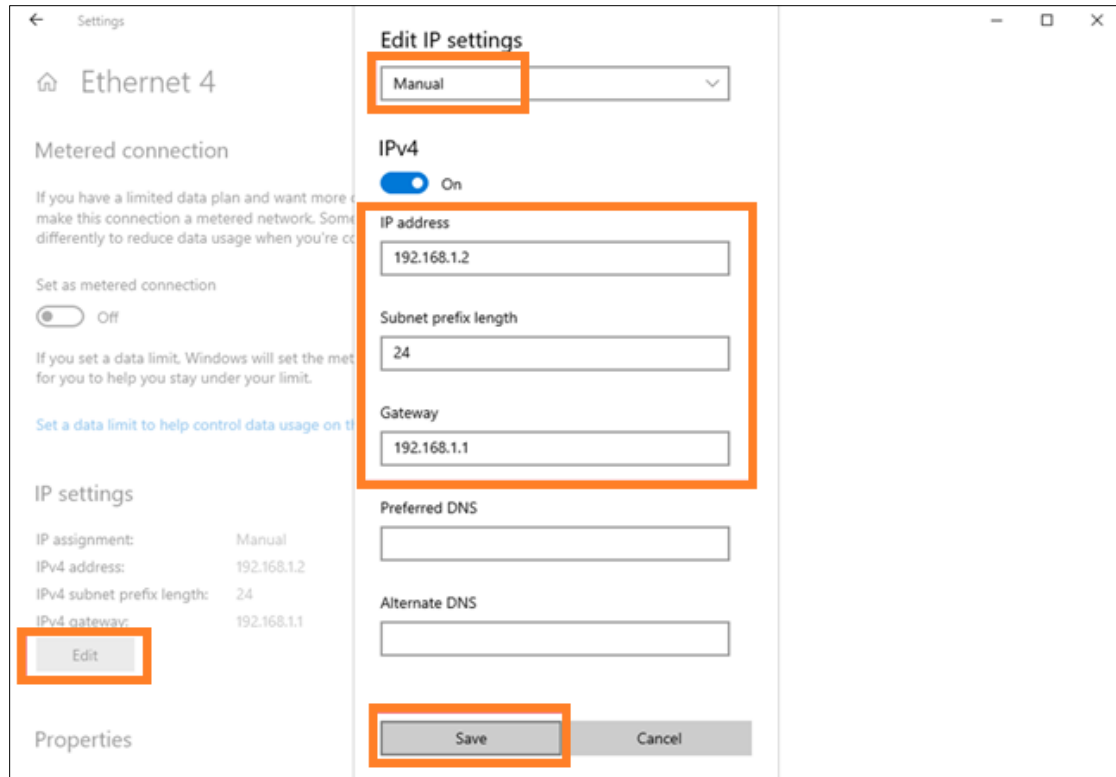 Settings
Ethernet 4
Metered connection
If you have a limited data plan and want more
make this connection a metered network. Some
differently to reduce data usage when you're
Set as metered connection
Off
If you set a data limit, Windows will set the
for you to help you stay under your limit.
Set a data limit to help control data usage on
IP settings
IP assignment: Manual
IPv4 address: 192.168.1.2
IPv4 subnet prefix length: 24
IPv4 gateway: 192.168.1.1
Edit
Properties
Edit IP settings
Manual
IPv4
On
IP address
192.168.1.2
Subnet prefix length
24
Gateway
192.168.1.1
Preferred DNS
Alternate DNS
Save
Cancel